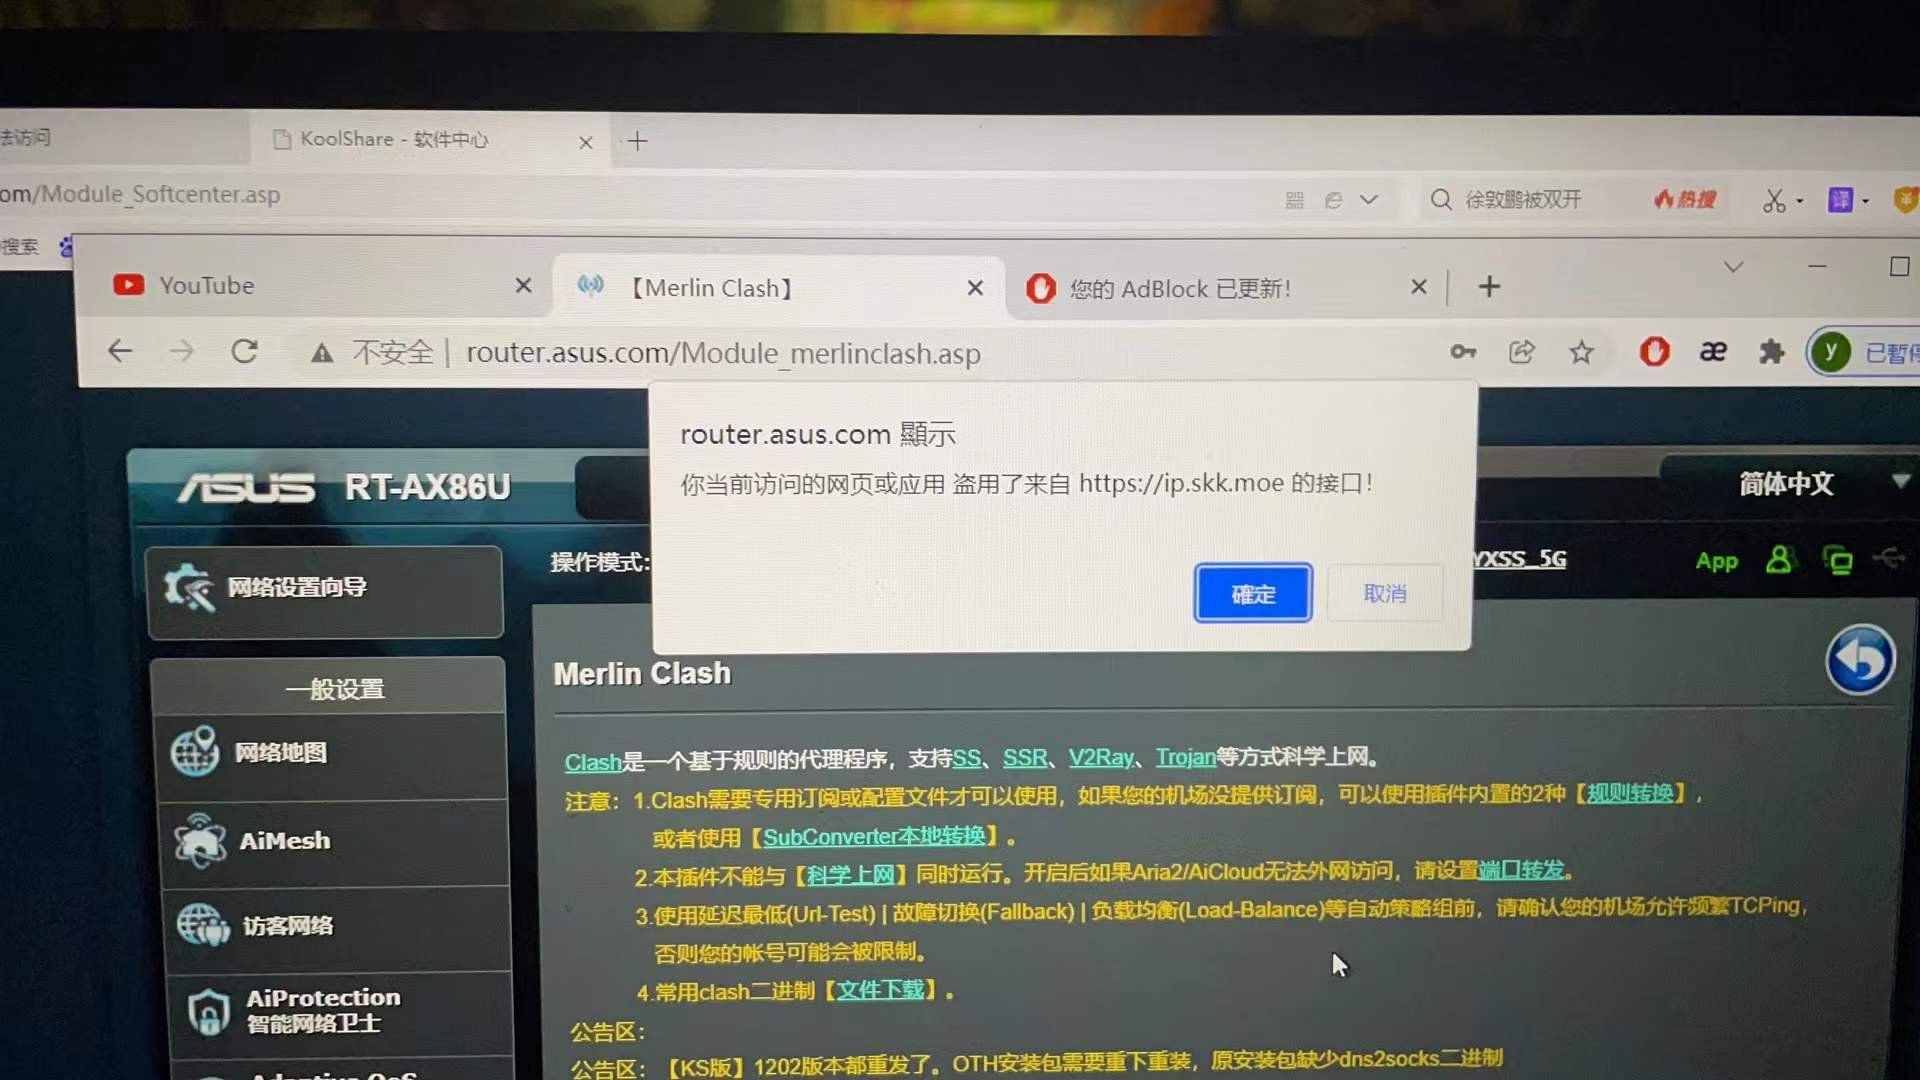 法访问
KoolShare - 软件中心
om/Module_Softcenter.asp
徐敦鹏被双开
热搜
译
搜索
YouTube
【Merlin Clash】
您的 AdBlock 已更新！
不安全 | router.asus.com/Module_merlinclash.asp
æ
y
已暂停
router.asus.com 顯示
你当前访问的网页或应用 盗用了来自 https://ip.skk.moe 的接口！
確定
取消
ASUS RT-AX86U
简体中文
网络设置向导
操作模式:
YXSS_5G
App
一般设置
Merlin Clash
网络地图
Clash是一个基于规则的代理程序，支持SS、SSR、V2Ray、Trojan等方式科学上网。
注意：1.Clash需要专用订阅或配置文件才可以使用，如果您的机场没提供订阅，可以使用插件内置的2种【规则转换】，
或者使用【SubConverter本地转换】。
AiMesh
2.本插件不能与【科学上网】同时运行。开启后如果Aria2/AiCloud无法外网访问，请设置端口转发。
访客网络
3.使用延迟最低(Url-Test) | 故障切换(Fallback) | 负载均衡(Load-Balance)等自动策略组前，请确认您的机场允许频繁TCPing，
否则您的帐号可能会被限制。
AiProtection
智能网络卫士
4.常用clash二进制【文件下载】。
公告区：
公告区：【KS版】1202版本都重发了。OTH安装包需要重下重装，原安装包缺少dns2socks二进制
Adaptive QoS